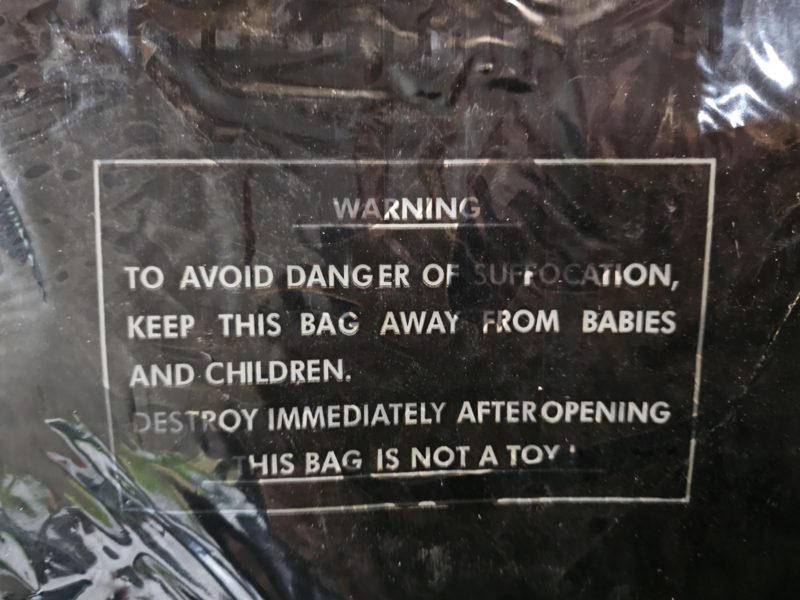 WARNING
TO AVOID DANGER OF SUFFOCATION,
KEEP THIS BAG AWAY FROM BABIES
AND CHILDREN.
DESTROY IMMEDIATELY AFTER OPENING
THIS BAG IS NOT A TOY !